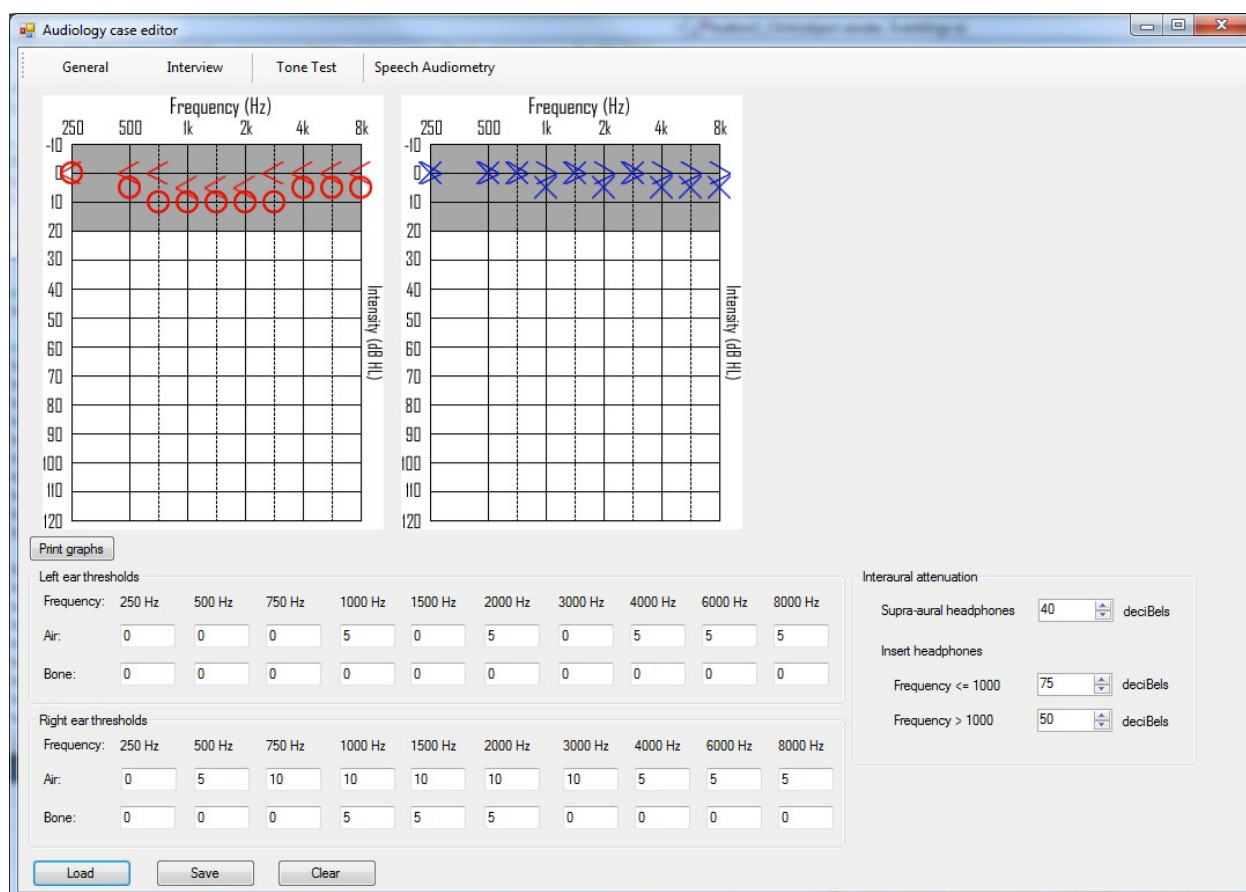 Audiology case editor
General Interview Tone Test Speech Audiometry
Frequency (Hz) Frequency (Hz)
250 500 1k 2k 4k 8k 250 500 1k 2k 4k 8k
-10 -10
0 0
10 10
20 20
30 30
40 40
50 50
60 60
70 70
80 80
90 90
100 100
110 110
120 120
Intensity (dB HL) Intensity (dB HL)
Print graphs
Left ear thresholds
Frequency: 250 Hz 500 Hz 750 Hz 1000 Hz 1500 Hz 2000 Hz 3000 Hz 4000 Hz 6000 Hz 8000 Hz
Air: 0 0 0 5 0 5 0 5 5 5
Bone: 0 0 0 0 0 0 0 0 0 0
Right ear thresholds
Frequency: 250 Hz 500 Hz 750 Hz 1000 Hz 1500 Hz 2000 Hz 3000 Hz 4000 Hz 6000 Hz 8000 Hz
Air: 0 5 10 10 10 10 10 5 5 5
Bone: 0 0 0 5 5 5 0 0 0 0
Interaural attenuation
Supra-aural headphones 40 deciBels
Insert headphones
Frequency <= 1000 75 deciBels
Frequency > 1000 50 deciBels
Load Save Clear